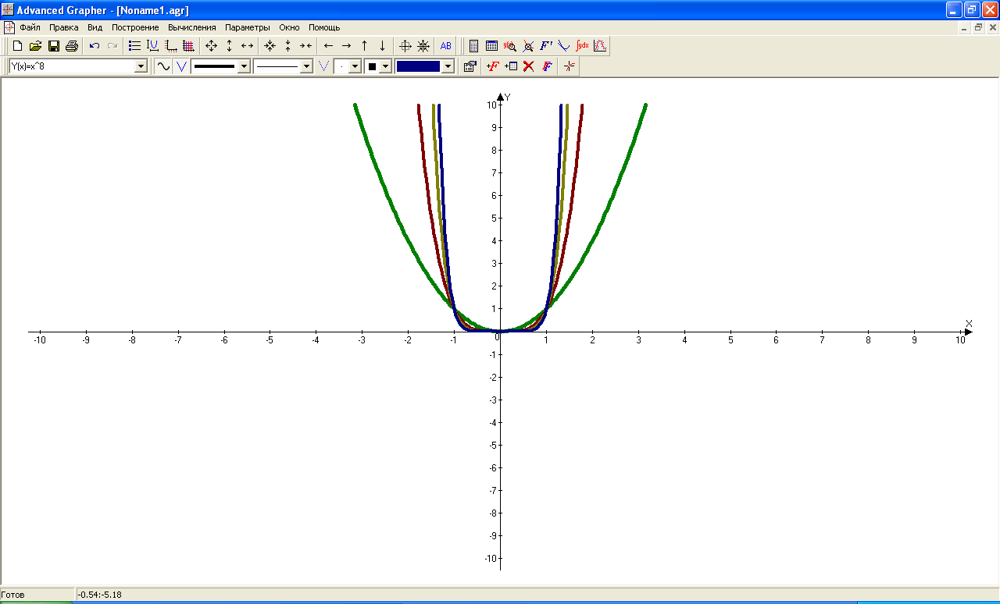 Advanced Grapher - [Noname1.agr]
Файл Правка Вид Построение Вычисления Параметры Окно Помощь
AB y(x) F' ∫ydx
Y(x)=x^8 +F F
Y
10
9
8
7
6
5
4
3
2
1
X
-10 -9 -8 -7 -6 -5 -4 -3 -2 -1 0 1 2 3 4 5 6 7 8 9 10
-1
-2
-3
-4
-5
-6
-7
-8
-9
-10
Готов -0.54:-5.18